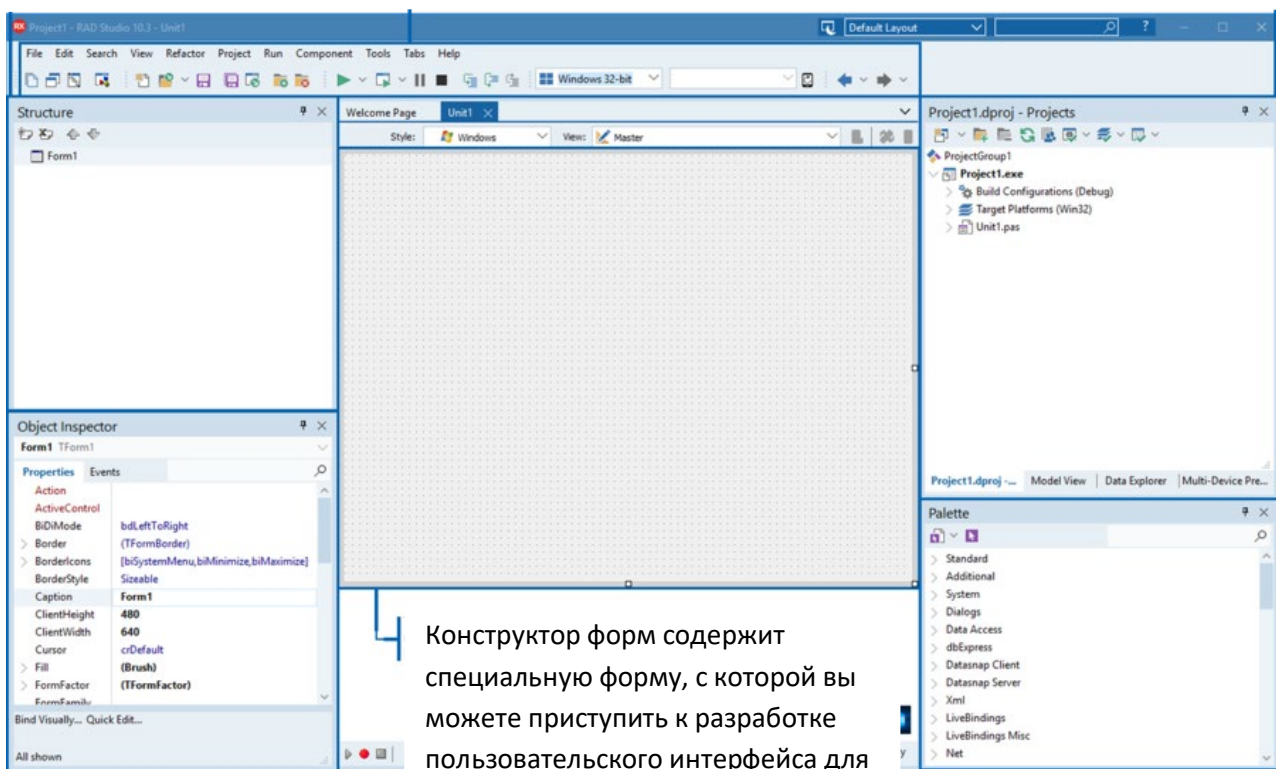 Project1 - RAD Studio 10.3 - Unit1
Default Layout
?
File Edit Search View Refactor Project Run Component Tools Tabs Help
Windows 32-bit
Structure
Form1
Welcome Page Unit1
Style: Windows View: Master
Project1.dproj - Projects
ProjectGroup1
Project1.exe
Build Configurations (Debug)
Target Platforms (Win32)
Unit1.pas
Project1.dproj -... Model View Data Explorer Multi-Device Pre...
Object Inspector
Form1 TForm1
Properties Events
Action
ActiveControl
BiDiMode bdLeftToRight
Border (TFormBorder)
BorderIcons [biSystemMenu,biMinimize,biMaximize]
BorderStyle Sizeable
Caption Form1
ClientHeight 480
ClientWidth 640
Cursor crDefault
Fill (Brush)
FormFactor (TFormFactor)
FormFamily
Bind Visually... Quick Edit...
All shown
Конструктор форм содержит
специальную форму, с которой вы
можете приступить к разработке
пользовательского интерфейса для
Palette
Standard
Additional
System
Dialogs
Data Access
dbExpress
Datasnap Client
Datasnap Server
Xml
LiveBindings
LiveBindings Misc
Net